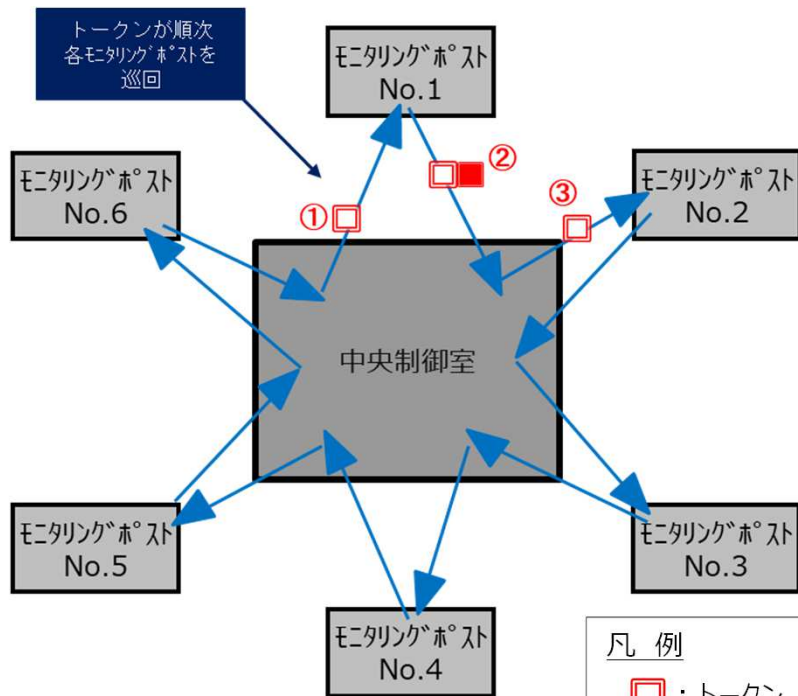 トークンが順次
各ﾓﾆﾀﾘﾝｸﾞﾎﾟｽﾄを
巡回
ﾓﾆﾀﾘﾝｸﾞﾎﾟｽﾄ
No.1
②
ﾓﾆﾀﾘﾝｸﾞﾎﾟｽﾄ
No.6
①
③
ﾓﾆﾀﾘﾝｸﾞﾎﾟｽﾄ
No.2
中央制御室
ﾓﾆﾀﾘﾝｸﾞﾎﾟｽﾄ
No.5
ﾓﾆﾀﾘﾝｸﾞﾎﾟｽﾄ
No.3
ﾓﾆﾀﾘﾝｸﾞﾎﾟｽﾄ
No.4
凡 例
：トークン